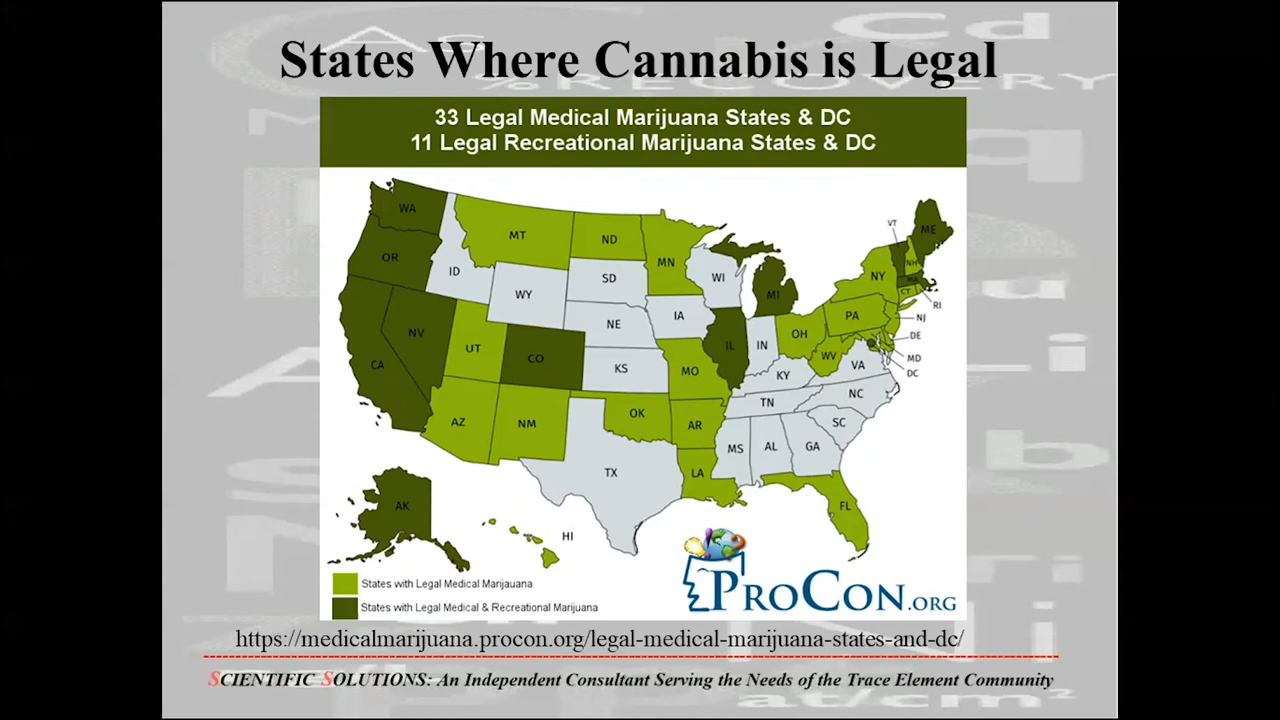 States Where Cannabis is Legal
33 Legal Medical Marijuana States & DC
11 Legal Recreational Marijuana States & DC
WA
MT
ND
MN
OR
ID
WY
SD
WI
MI
NY
VT
ME
NH
MA
CT
RI
NV
UT
CO
NE
IA
IL
IN
OH
PA
NJ
DE
MD
DC
CA
KS
MO
KY
WV
VA
AZ
NM
OK
AR
TN
NC
SC
TX
LA
MS
AL
GA
FL
AK
HI
States with Legal Medical Marijauana
States with Legal Medical & Recreational Marijuana
PROCON.ORG
https://medicalmarijuana.procon.org/legal-medical-marijuana-states-and-dc/
SCIENTIFIC SOLUTIONS: An Independent Consultant Serving the Needs of the Trace Element Community
%RECOVERY
Cd
at/cm²